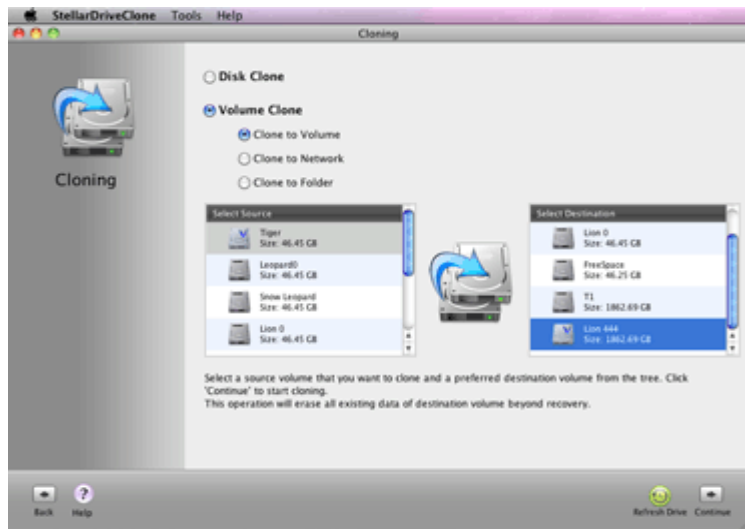 StellarDriveClone Tools Help
Cloning
Disk Clone
Volume Clone
Clone to Volume
Clone to Network
Clone to Folder
Cloning
Select Source
Tiger
Size: 46.45 GB
Leopard0
Size: 46.45 GB
Snow Leopard
Size: 46.45 GB
Lion 0
Size: 46.45 GB
Select Destination
Lion 0
Size: 46.45 GB
FreeSpace
Size: 46.25 GB
T1
Size: 1862.69 GB
Lion 444
Size: 1862.69 GB
Select a source volume that you want to clone and a preferred destination volume from the tree. Click
'Continue' to start cloning.
This operation will erase all existing data of destination volume beyond recovery.
Back
?
Help
Refresh Drive
Continue